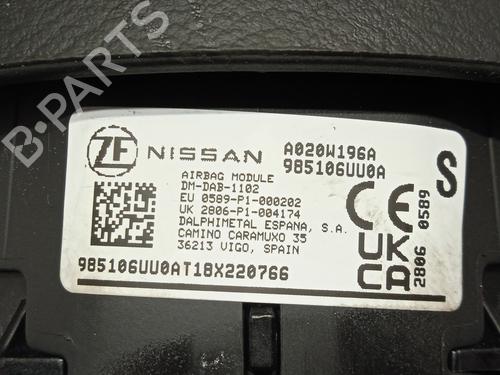 ZF NISSAN
A020W196A
985106UU0A
AIRBAG MODULE
DM-DAB-1102
EU 0589-P1-000202
UK 2806-P1-004174
DALPHIMETAL ESPANA, S.A.
CAMINO CARAMUXO 35
36213 VIGO, SPAIN
985106UU0AT18X220766
S
CE 0589
UK CA 2806
B-PARTS